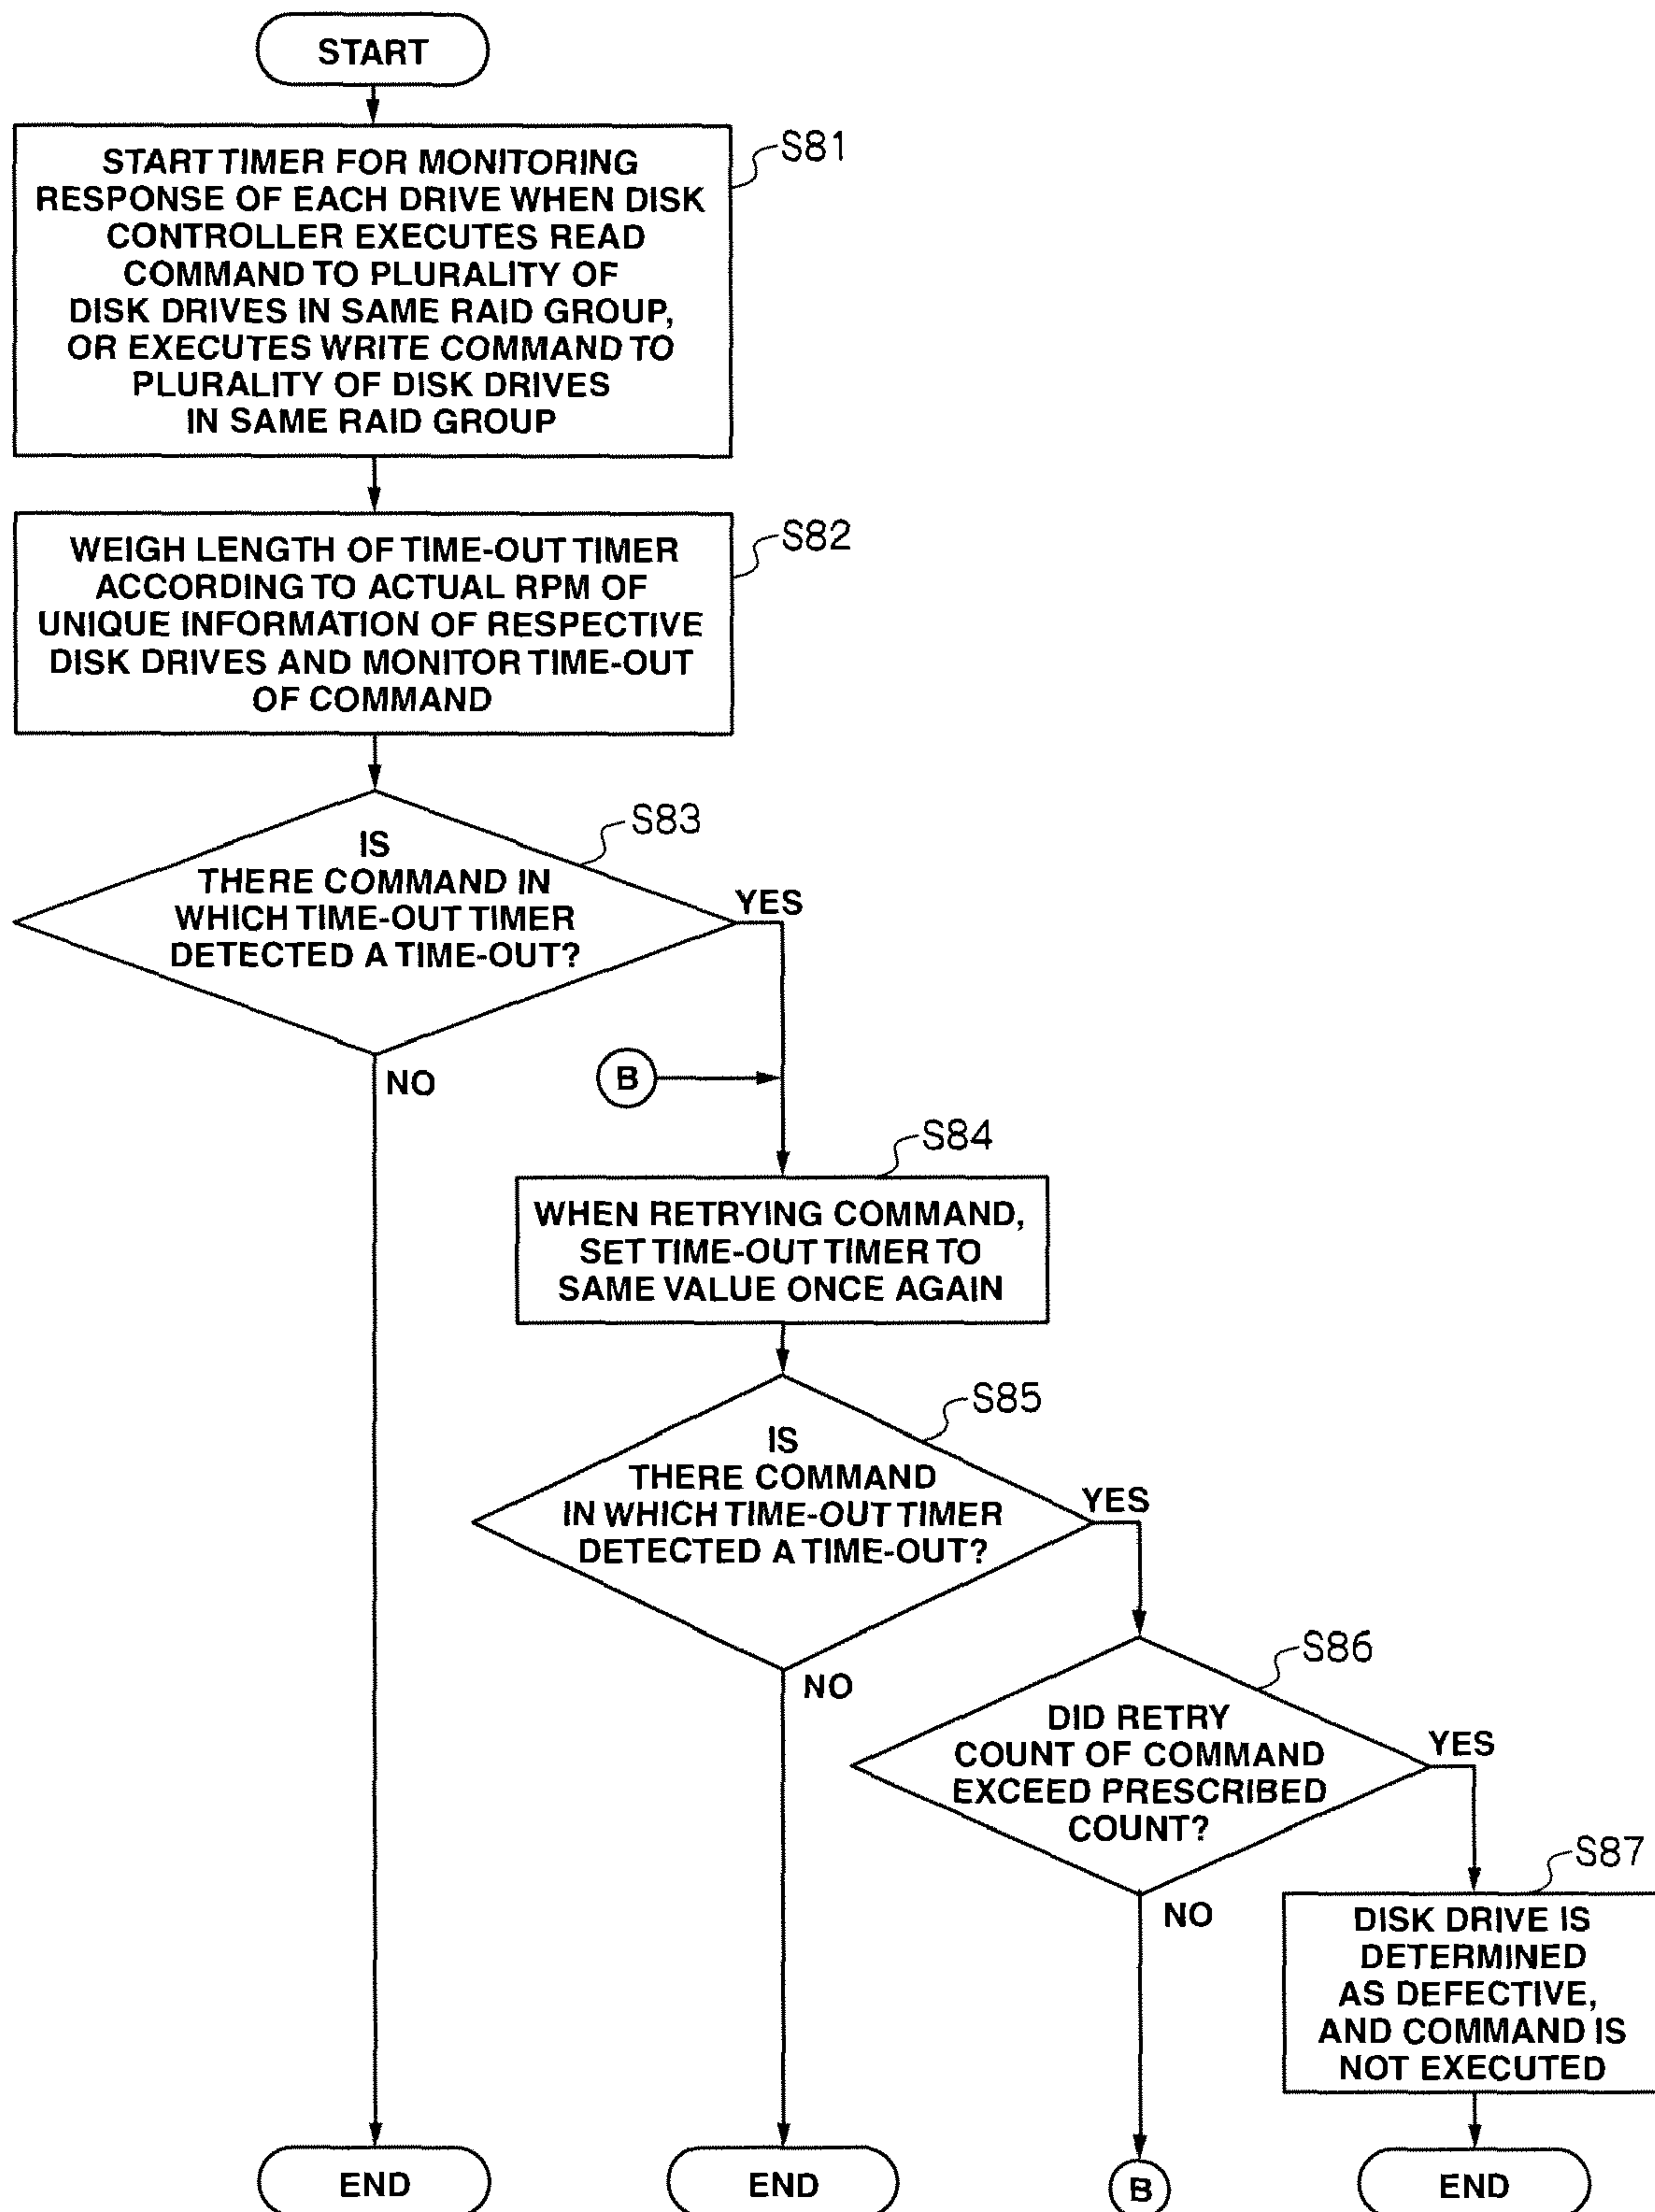 START
START TIMER FOR MONITORING
RESPONSE OF EACH DRIVE WHEN DISK
CONTROLLER EXECUTES READ
COMMAND TO PLURALITY OF
DISK DRIVES IN SAME RAID GROUP,
OR EXECUTES WRITE COMMAND TO
PLURALITY OF DISK DRIVES
IN SAME RAID GROUP
S81
WEIGH LENGTH OF TIME-OUT TIMER
ACCORDING TO ACTUAL RPM OF
UNIQUE INFORMATION OF RESPECTIVE
DISK DRIVES AND MONITOR TIME-OUT
OF COMMAND
S82
IS
THERE COMMAND IN
WHICH TIME-OUT TIMER
DETECTED A TIME-OUT?
S83
YES
NO
B
S84
WHEN RETRYING COMMAND,
SET TIME-OUT TIMER TO
SAME VALUE ONCE AGAIN
S85
IS
THERE COMMAND
IN WHICH TIME-OUT TIMER
DETECTED A TIME-OUT?
YES
NO
S86
DID RETRY
COUNT OF COMMAND
EXCEED PRESCRIBED
COUNT?
YES
NO
S87
DISK DRIVE IS
DETERMINED
AS DEFECTIVE,
AND COMMAND IS
NOT EXECUTED
END
END
B
END